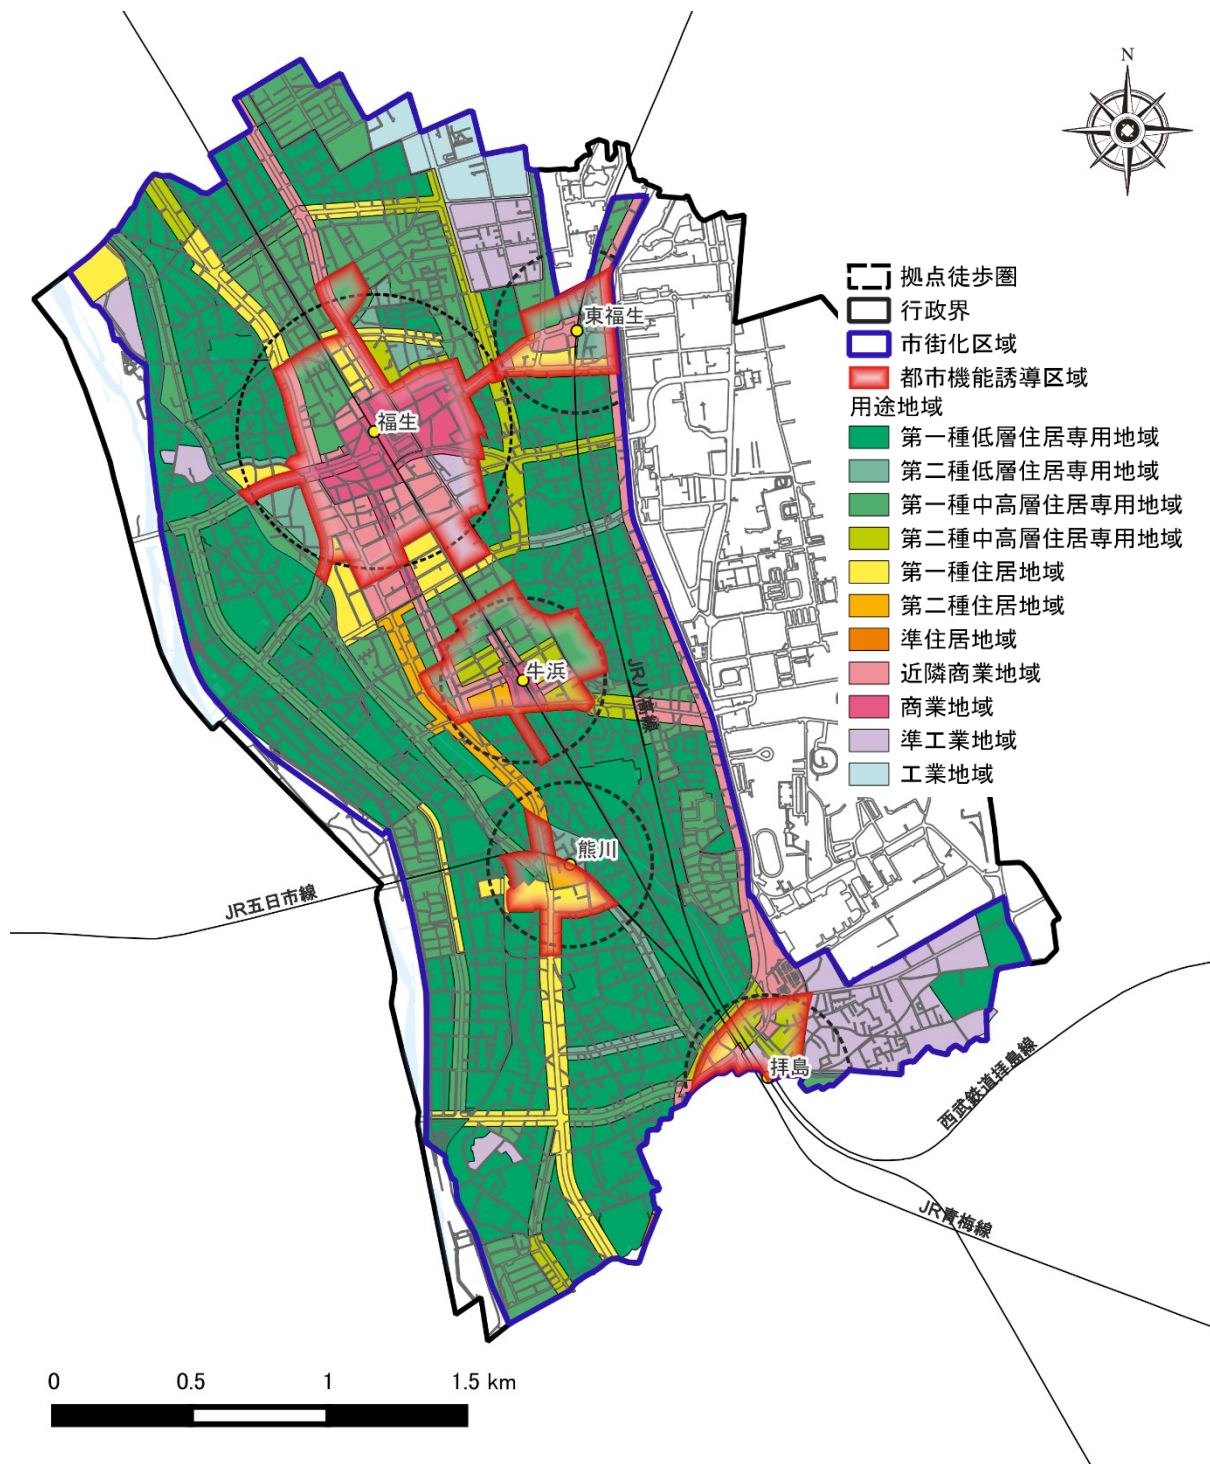 N
拠点徒歩圏
行政界
市街化区域
都市機能誘導区域
用途地域
第一種低層住居専用地域
第二種低層住居専用地域
第一種中高層住居専用地域
第二種中高層住居専用地域
第一種住居地域
第二種住居地域
準住居地域
近隣商業地域
商業地域
準工業地域
工業地域
東福生
福生
牛浜
JR八高線
熊川
JR五日市線
拝島
西武鉄道拝島線
JR青梅線
0 0.5 1 1.5 km